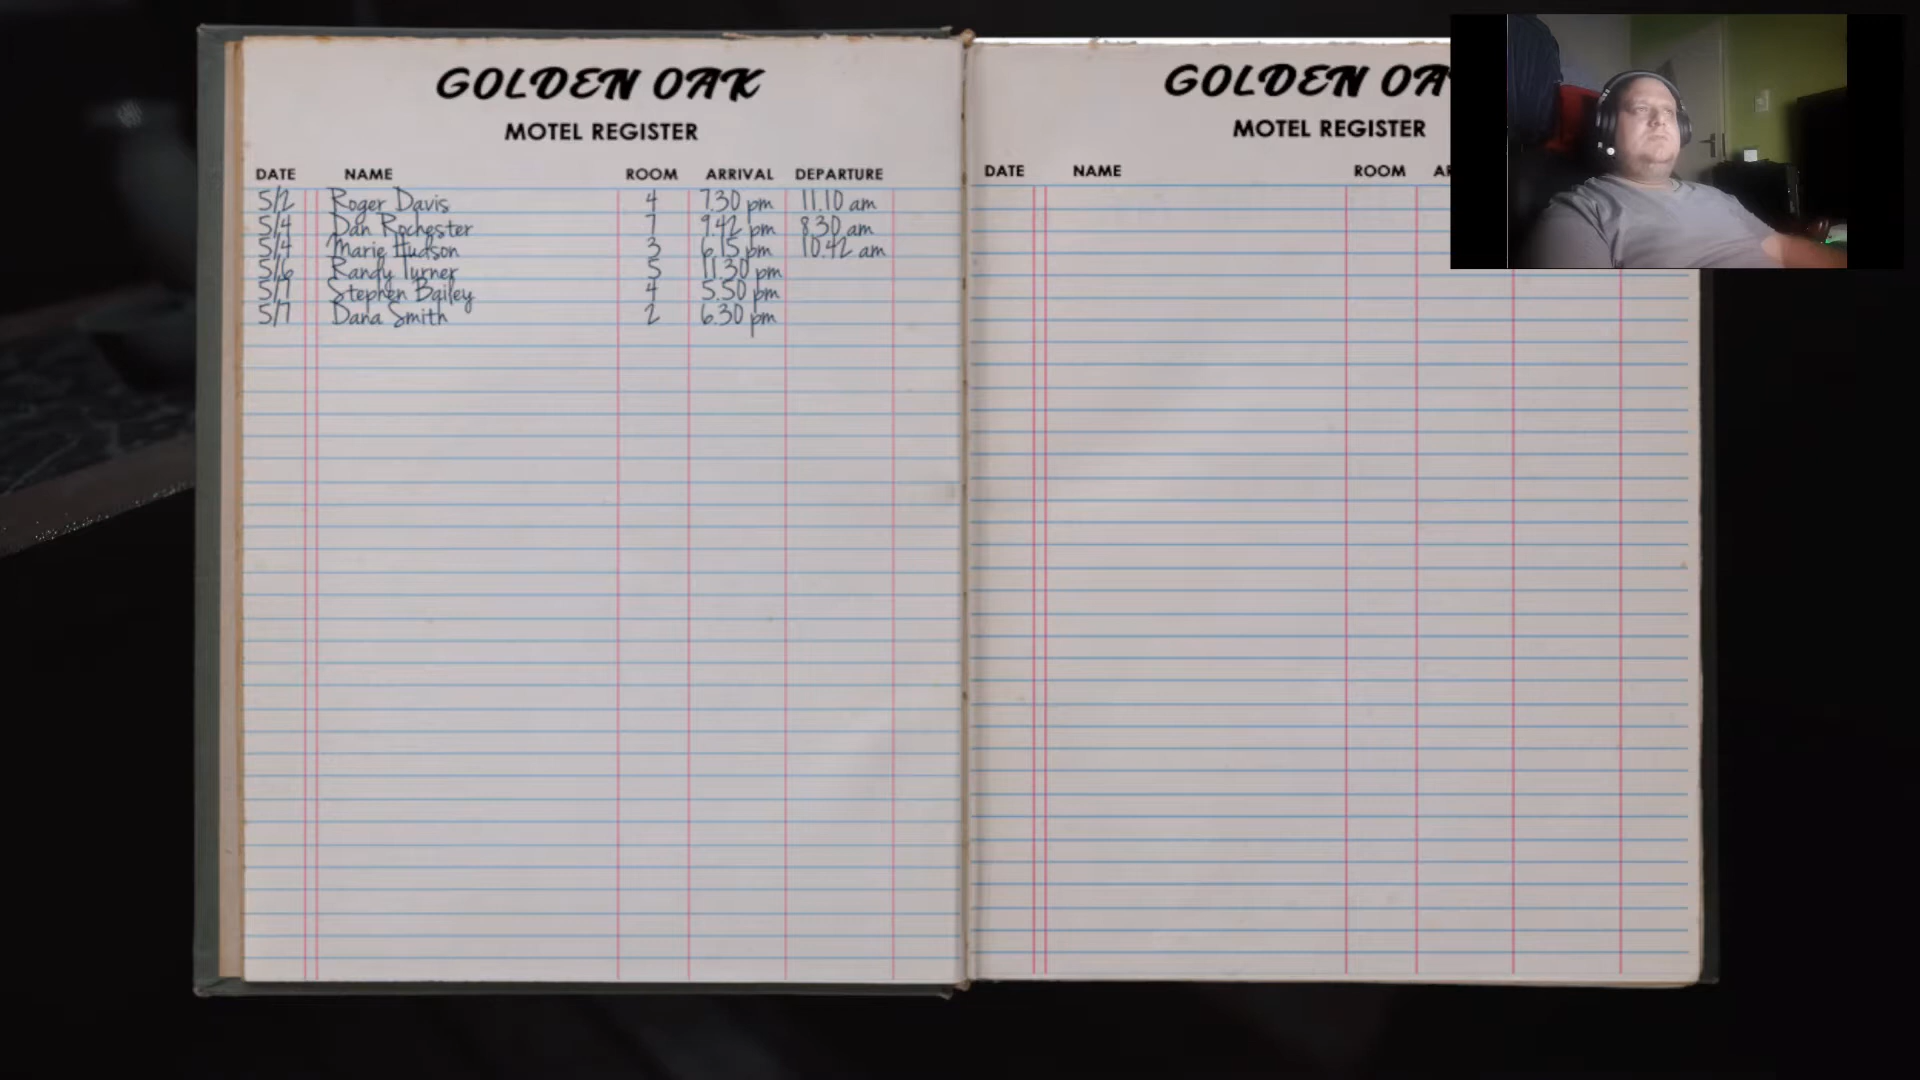 GOLDEN OAK
MOTEL REGISTER
DATE NAME ROOM ARRIVAL DEPARTURE
5/2 Roger Davis 4 7.30 pm 11.10 am
5/4 Dan Rochester 7 9.42 pm 8.30 am
5/4 Marie Hudson 3 6.15 pm 10.42 am
5/6 Randy Turner 5 11.30 pm
5/7 Stephen Bailey 4 5.50 pm
5/7 Dana Smith 2 6.30 pm
GOLDEN OA
MOTEL REGISTER
DATE NAME ROOM